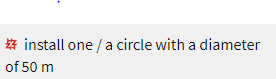 install one / a circle with a diameter
of 50 m